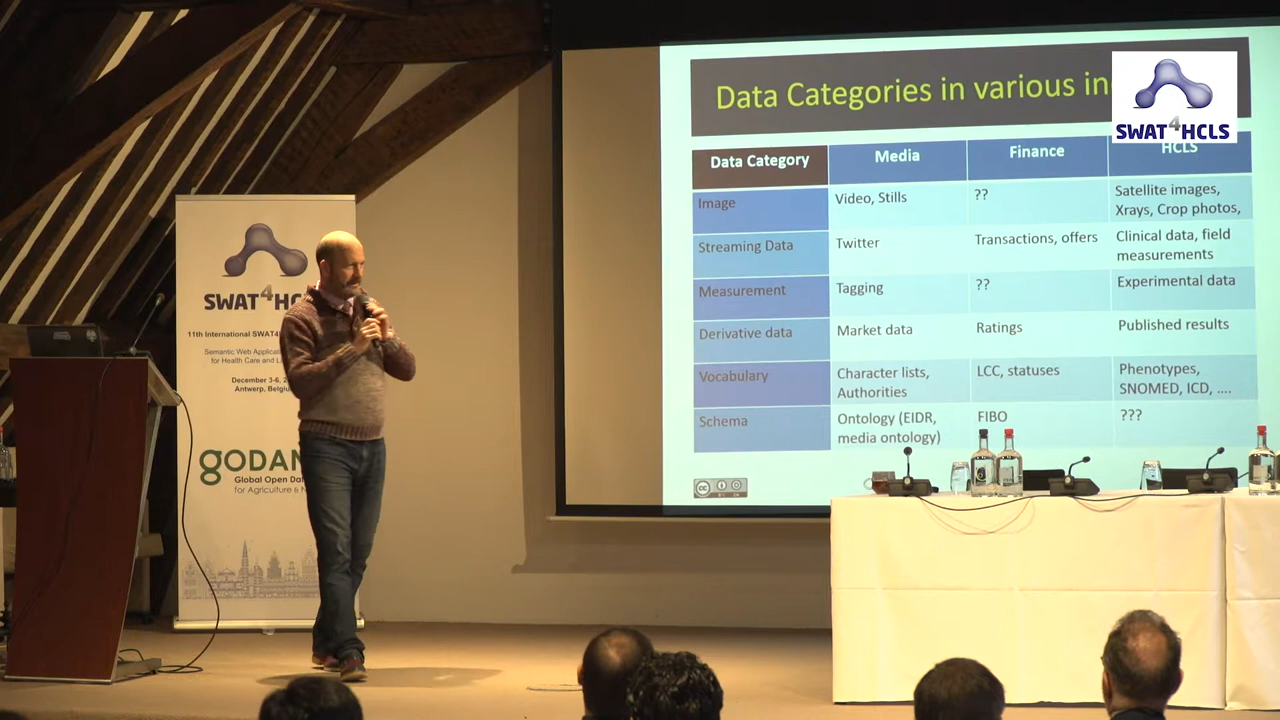 Data Categories in various in
SWAT4HCLS
Data Category
Media
Finance
HCLS
Image
Video, Stills
??
Satellite images,
Xrays, Crop photos,
Streaming Data
Twitter
Transactions, offers
Clinical data, field
measurements
Measurement
Tagging
??
Experimental data
Derivative data
Market data
Ratings
Published results
Vocabulary
Character lists,
Authorities
LCC, statuses
Phenotypes,
SNOMED, ICD, ....
Schema
Ontology (EIDR,
media ontology)
FIBO
???
SWAT4HC
11th International SWAT4
Semantic Web Applica
for Health Care and L
December 3-6, 2
Antwerp, Belgiu
GODAN
Global Open Da
for Agriculture & N